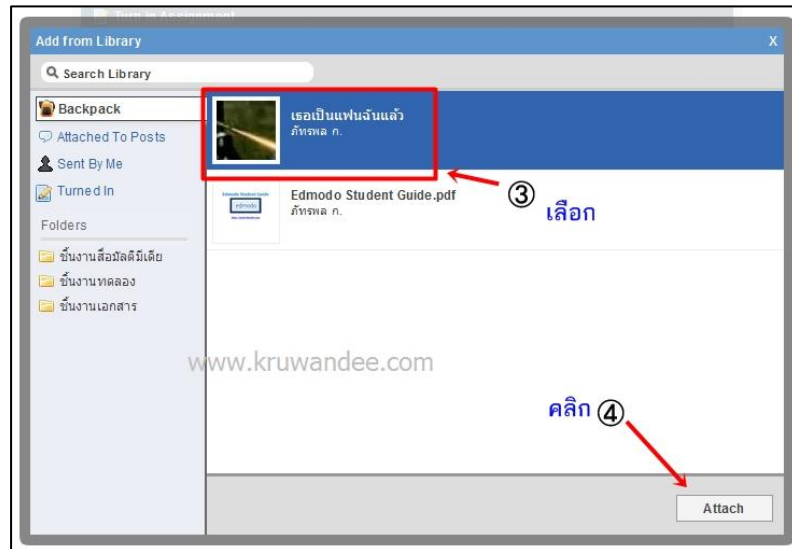 Turn in Assignment
Add from Library
X
Search Library
Backpack
Attached To Posts
Sent By Me
Turned In
Folders
ชิ้นงานสื่อมัลติมีเดีย
ชิ้นงานทดลอง
ชิ้นงานเอกสาร
เธอเป็นแฟนฉันแล้ว
ภัทรพล ก.
Edmodo Student Guide.pdf
ภัทรพล ก.
③
เลือก
www.kruwandee.com
คลิก ④
Attach